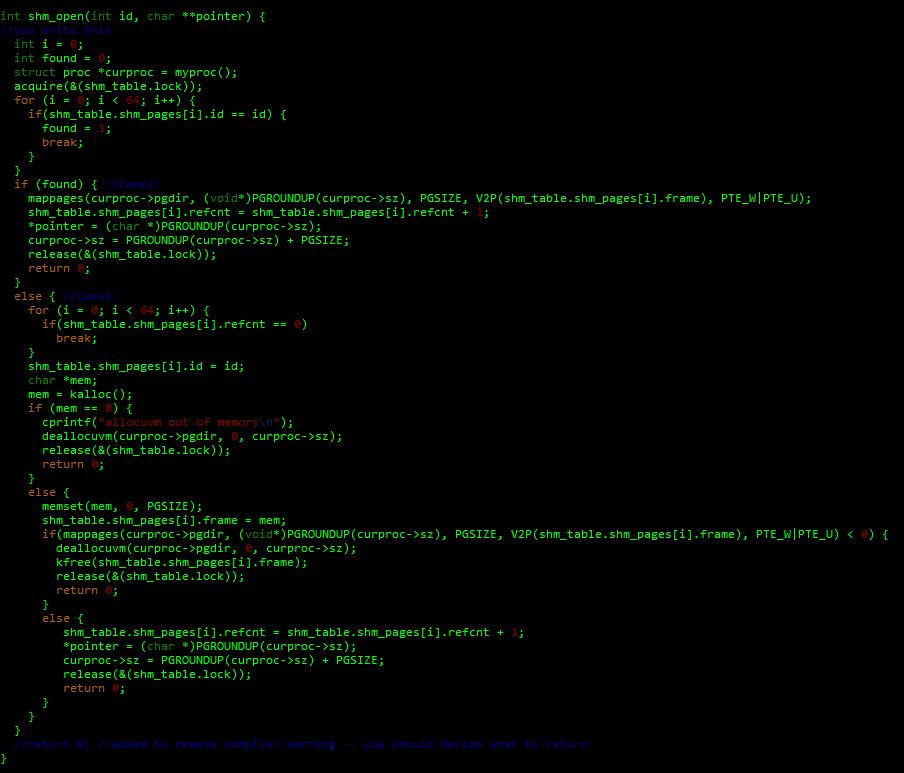 int shm_open(int id, char **pointer) {
//you write this
  int i = 0;
  int found = 0;
  struct proc *curproc = myproc();
  acquire(&(shm_table.lock));
  for (i = 0; i < 64; i++) {
    if(shm_table.shm_pages[i].id == id) {
      found = 1;
      break;
    }
  }
  if (found) { //Case1:
    mappages(curproc->pgdir, (void*)PGROUNDUP(curproc->sz), PGSIZE, V2P(shm_table.shm_pages[i].frame), PTE_W|PTE_U);
    shm_table.shm_pages[i].refcnt = shm_table.shm_pages[i].refcnt + 1;
    *pointer = (char *)PGROUNDUP(curproc->sz);
    curproc->sz = PGROUNDUP(curproc->sz) + PGSIZE;
    release(&(shm_table.lock));
    return 0;
  }
  else { //Case2:
    for (i = 0; i < 64; i++) {
      if(shm_table.shm_pages[i].refcnt == 0)
        break;
    }
    shm_table.shm_pages[i].id = id;
    char *mem;
    mem = kalloc();
    if (mem == 0) {
      cprintf("allocuvm out of memory\n");
      deallocuvm(curproc->pgdir, 0, curproc->sz);
      release(&(shm_table.lock));
      return 0;
    }
    else {
      memset(mem, 0, PGSIZE);
      shm_table.shm_pages[i].frame = mem;
      if(mappages(curproc->pgdir, (void*)PGROUNDUP(curproc->sz), PGSIZE, V2P(shm_table.shm_pages[i].frame), PTE_W|PTE_U) < 0) {
        deallocuvm(curproc->pgdir, 0, curproc->sz);
        kfree(shm_table.shm_pages[i].frame);
        release(&(shm_table.lock));
        return 0;
      }
      else {
         shm_table.shm_pages[i].refcnt = shm_table.shm_pages[i].refcnt + 1;
         *pointer = (char *)PGROUNDUP(curproc->sz);
         curproc->sz = PGROUNDUP(curproc->sz) + PGSIZE;
         release(&(shm_table.lock));
         return 0;
      }
    }
  }
  //return 0; //added to remove compiler warning -- you should decide what to return
}